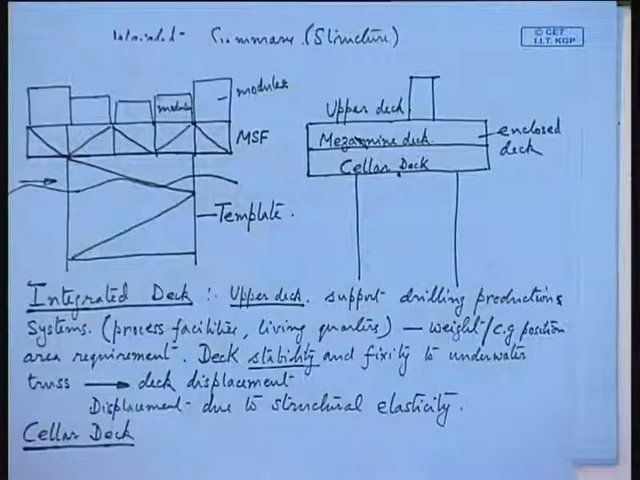 Summary (Structure)
© CET
I.I.T. KGP
modules
module
MSF
Template.
Upper deck
Mezannine deck
Cellar Deck
enclosed
deck
Integrated Deck : Upper deck. support drilling productions
Systems. (process facilities, living quarters) — weight/c.g position
area requirement. Deck stability and fixity to underwater
truss → deck displacement
Displacement due to structural elasticity.
Cellar Deck